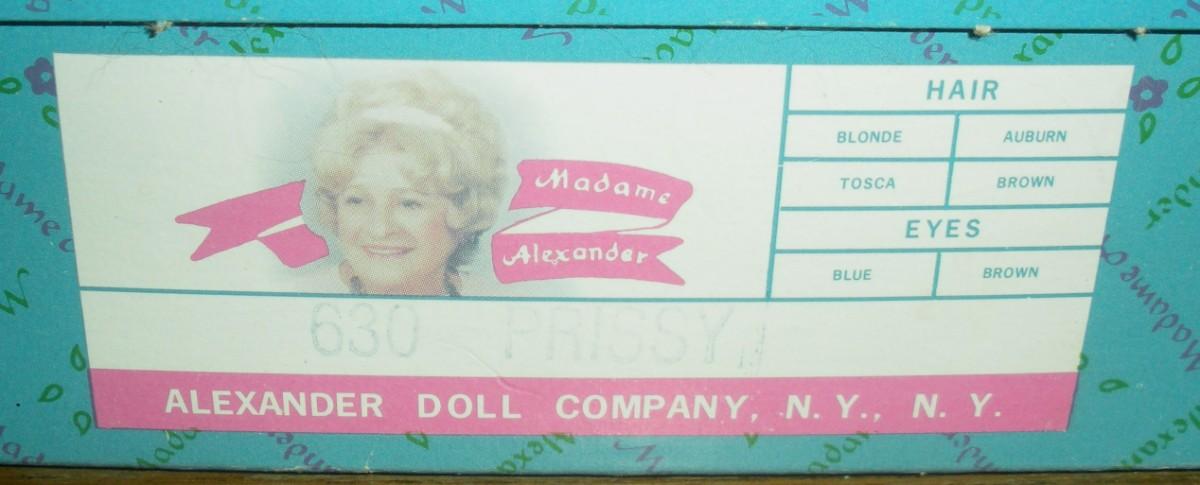 Madame
Alexander
HAIR
BLONDE AUBURN
TOSCA BROWN
EYES
BLUE BROWN
630 PRISSY
ALEXANDER DOLL COMPANY, N. Y., N. Y.